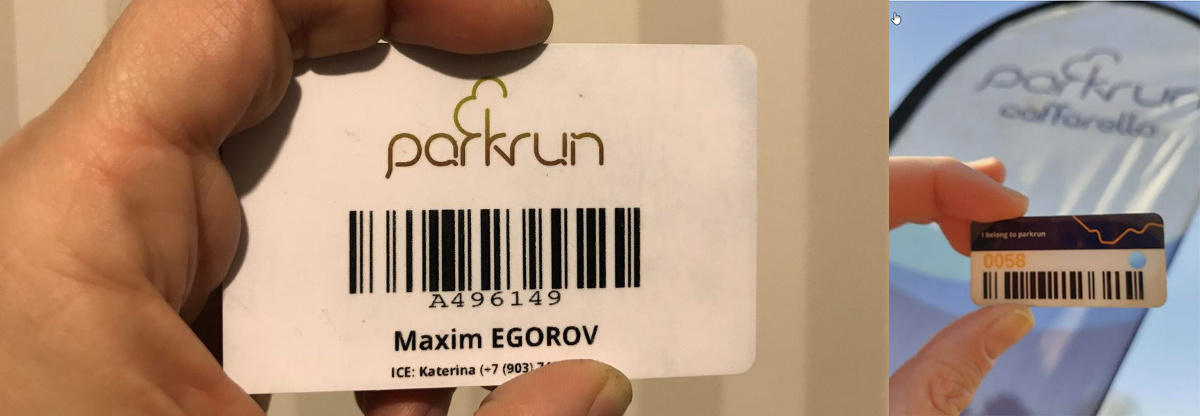 parkrun
A496149
Maxim EGOROV
ICE: Katerina (+7 (903)
parkrun
caffarella
I belong to parkrun
0058